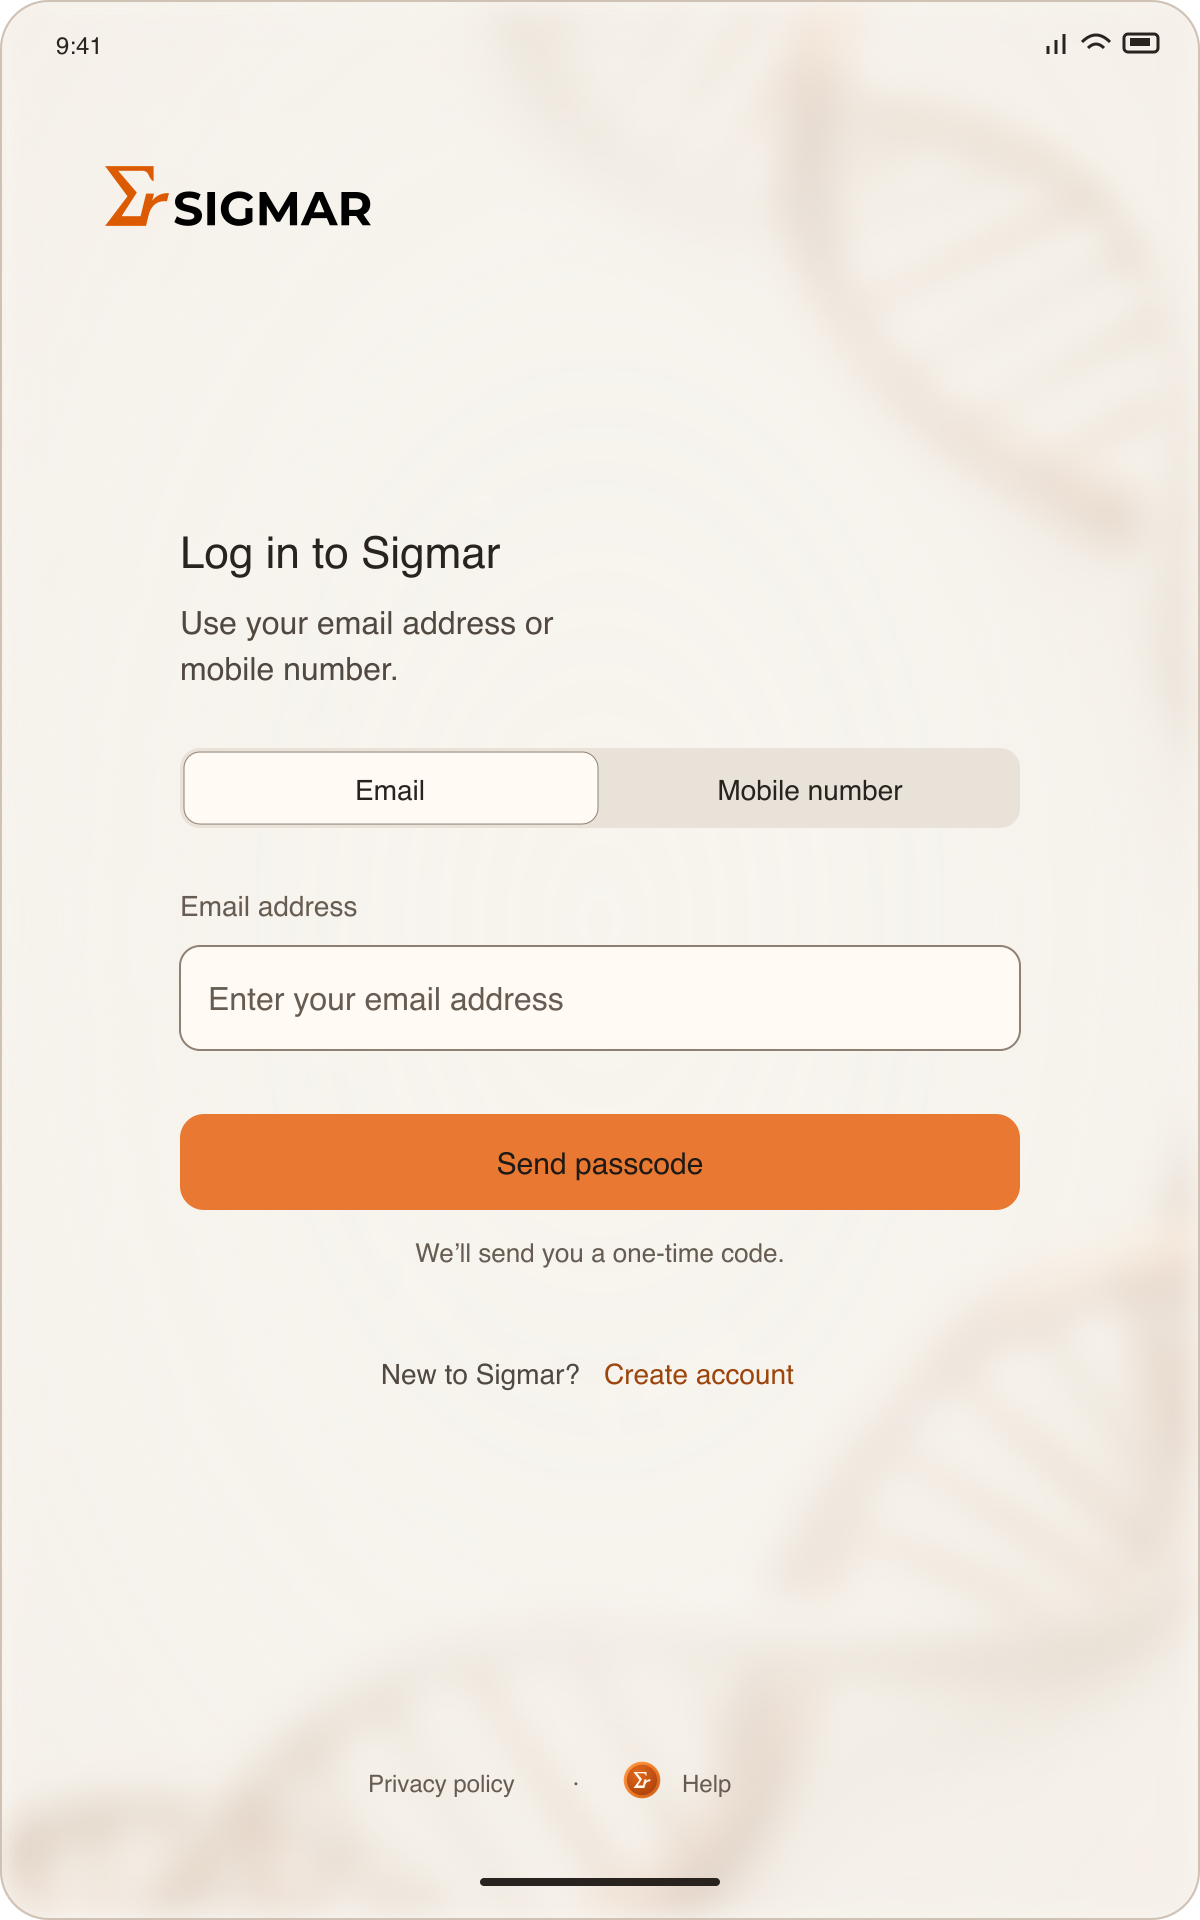 9:41
Σr SIGMAR
Log in to Sigmar
Use your email address or
mobile number.
Email
Mobile number
Email address
Enter your email address
Send passcode
We’ll send you a one-time code.
New to Sigmar? Create account
Privacy policy · Σr Help